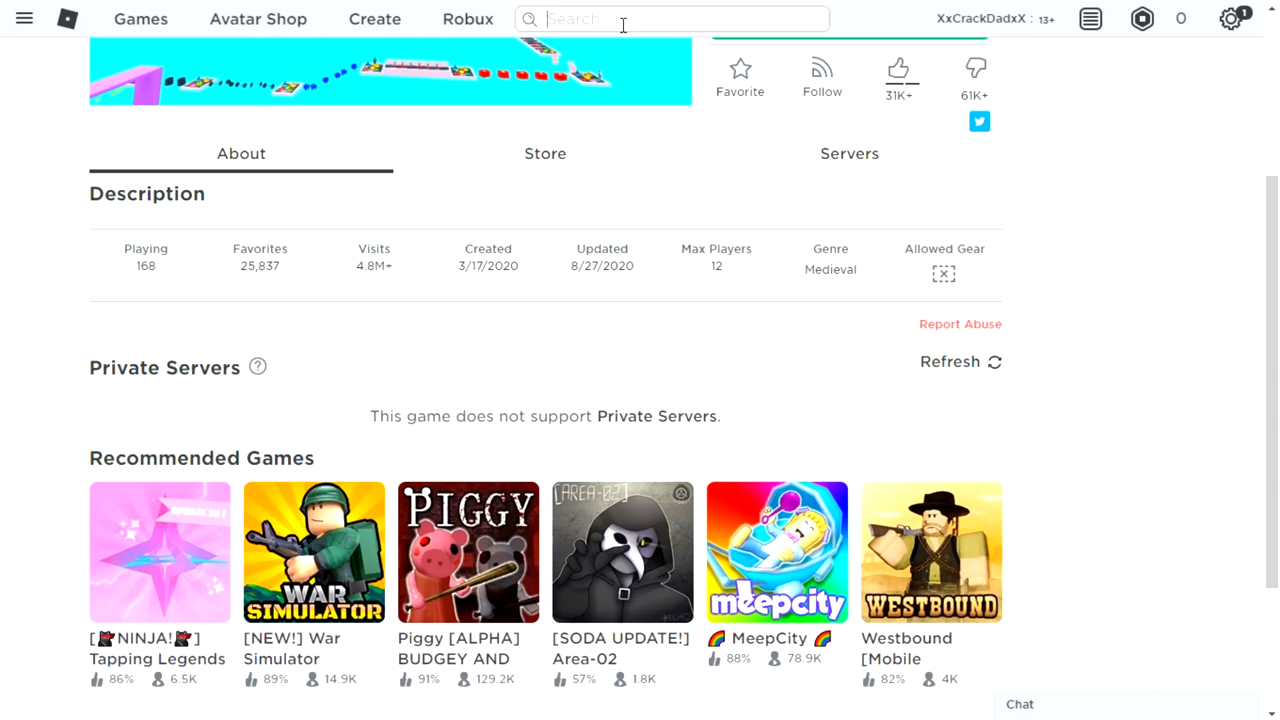 Games
Avatar Shop
Create
Robux
Search
XxCrackDadxX : 13+
0
1
Favorite
Follow
31K+
61K+
About
Store
Servers
Description
Playing
Favorites
Visits
Created
Updated
Max Players
Genre
Allowed Gear
168
25,837
4.8M+
3/17/2020
8/27/2020
12
Medieval
Report Abuse
Private Servers
Refresh
This game does not support Private Servers.
Recommended Games
WAR
SIMULATOR
PIGGY
[AREA-02]
meepcity
WESTBOUND
[NINJA!]
Tapping Legends
86% 6.5K
[NEW!] War
Simulator
89% 14.9K
Piggy [ALPHA]
BUDGEY AND
91% 129.2K
[SODA UPDATE!]
Area-02
57% 1.8K
MeepCity
88% 78.9K
Westbound
[Mobile
82% 4K
Chat